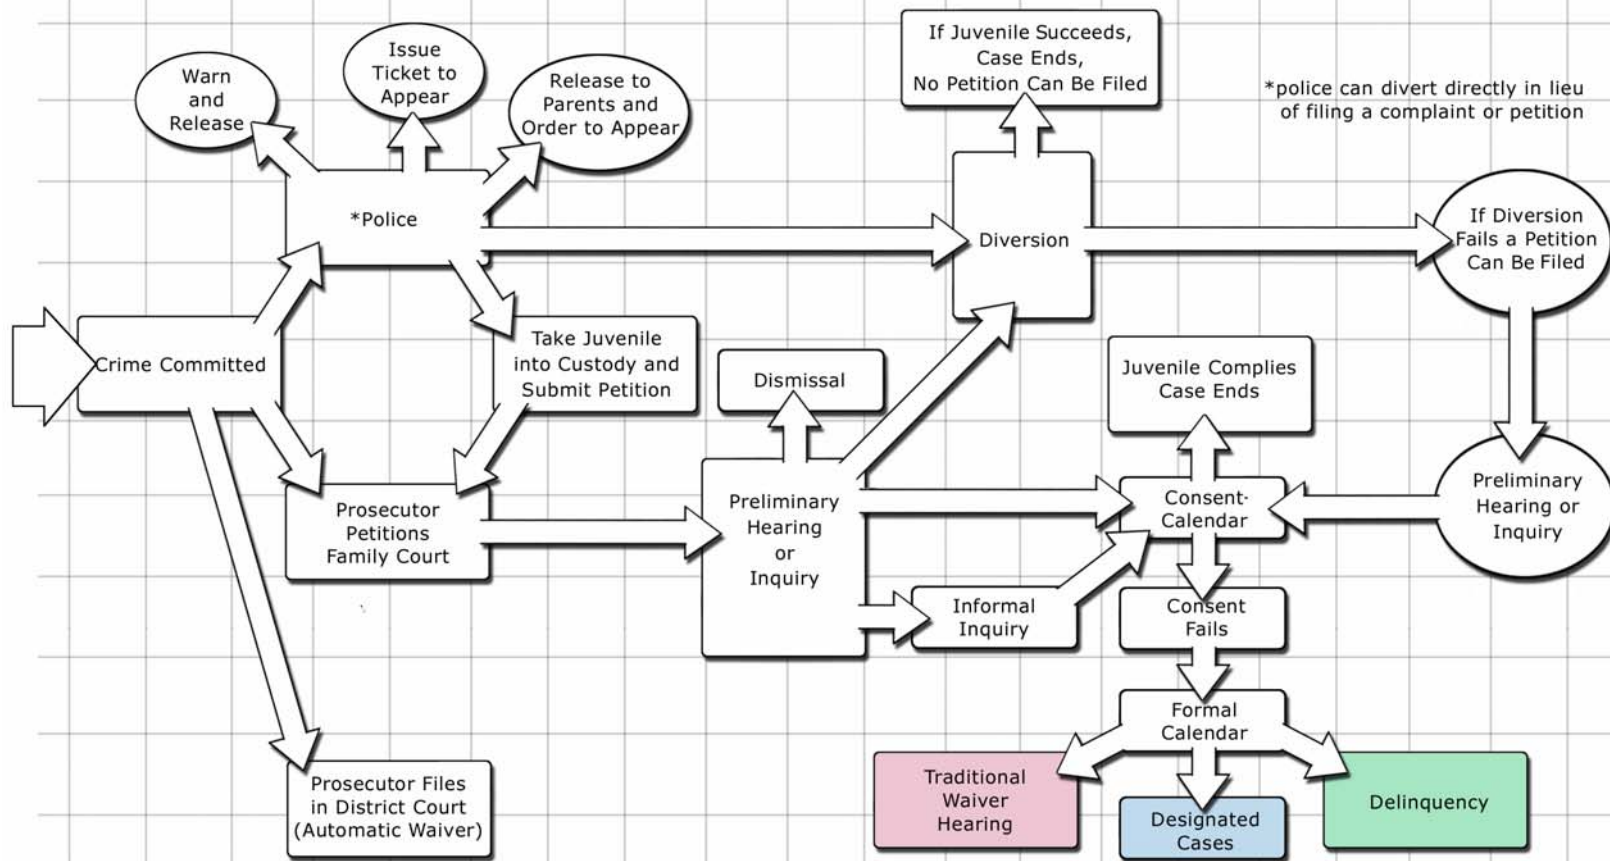 Warn
and
Release
Issue
Ticket to
Appear
Release to
Parents and
Order to Appear
If Juvenile Succeeds,
Case Ends,
No Petition Can Be Filed
*police can divert directly in lieu
of filing a complaint or petition
*Police
Diversion
If Diversion
Fails a Petition
Can Be Filed
Crime Committed
Take Juvenile
into Custody and
Submit Petition
Dismissal
Juvenile Complies
Case Ends
Prosecutor
Petitions
Family Court
Preliminary
Hearing
or
Inquiry
Consent-
Calendar
Preliminary
Hearing or
Inquiry
Informal
Inquiry
Consent
Fails
Formal
Calendar
Prosecutor Files
in District Court
(Automatic Waiver)
Traditional
Waiver
Hearing
Designated
Cases
Delinquency